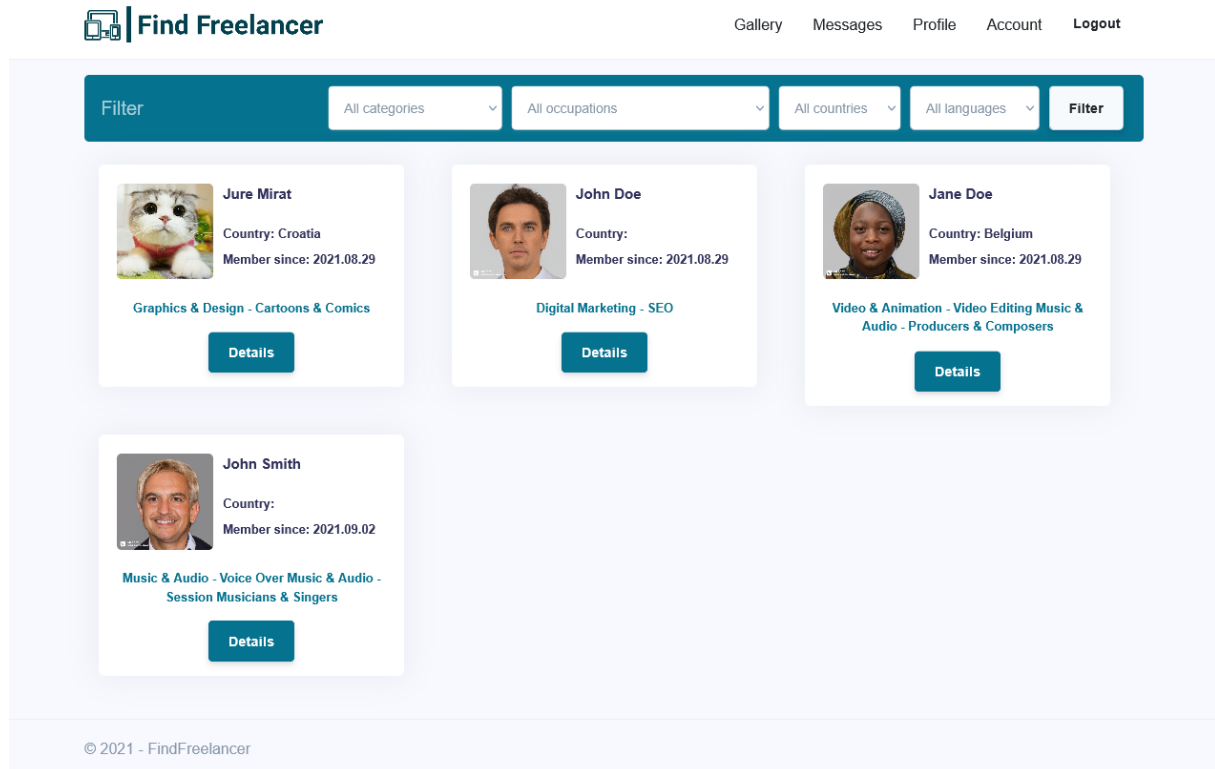 Find Freelancer
Gallery Messages Profile Account Logout
Filter All categories All occupations All countries All languages Filter
Jure Mirat
Country: Croatia
Member since: 2021.08.29
Graphics & Design - Cartoons & Comics
Details
John Doe
Country:
Member since: 2021.08.29
Digital Marketing - SEO
Details
Jane Doe
Country: Belgium
Member since: 2021.08.29
Video & Animation - Video Editing Music &
Audio - Producers & Composers
Details
John Smith
Country:
Member since: 2021.09.02
Music & Audio - Voice Over Music & Audio -
Session Musicians & Singers
Details
© 2021 - FindFreelancer